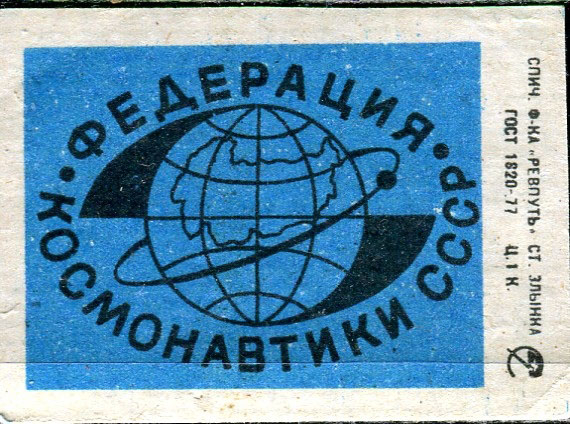 • ФЕДЕРАЦИЯ •
КОСМОНАВТИКИ СССР
СПИЧ. Ф-КА „РЕВПУТЬ“ СТ. ЗЛЫНКА
ГОСТ 1820-77 Ц. 1 К.